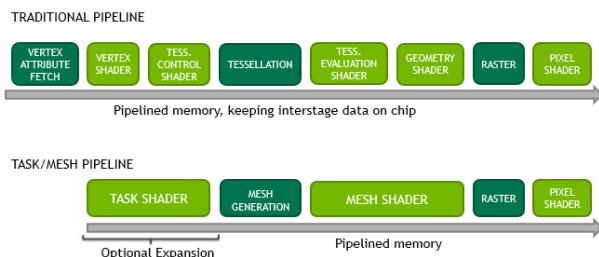 TRADITIONAL PIPELINE
VERTEX ATTRIBUTE FETCH
VERTEX SHADER
TESS. CONTROL SHADER
TESSELLATION
TESS. EVALUATION SHADER
GEOMETRY SHADER
RASTER
PIXEL SHADER
Pipelined memory, keeping interstage data on chip
TASK/MESH PIPELINE
TASK SHADER
MESH GENERATION
MESH SHADER
RASTER
PIXEL SHADER
Optional Expansion
Pipelined memory